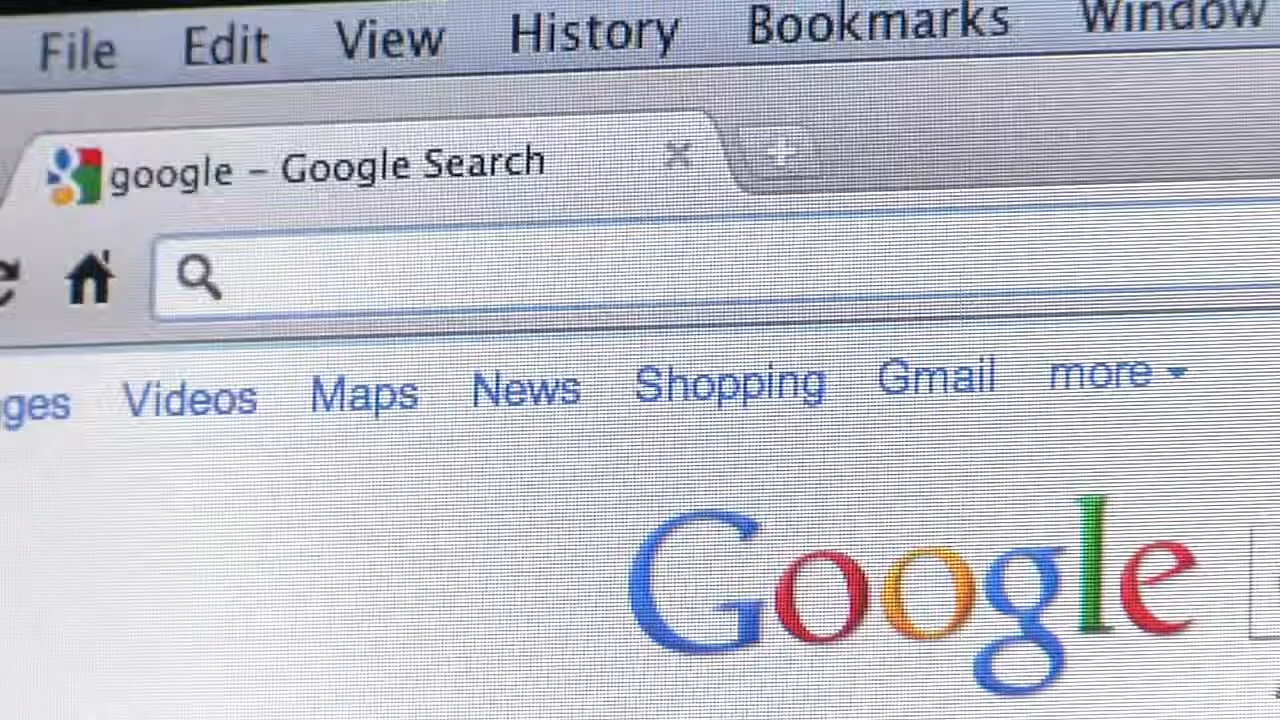 File Edit View History Bookmarks Window
google – Google Search
ges Videos Maps News Shopping Gmail more
Google